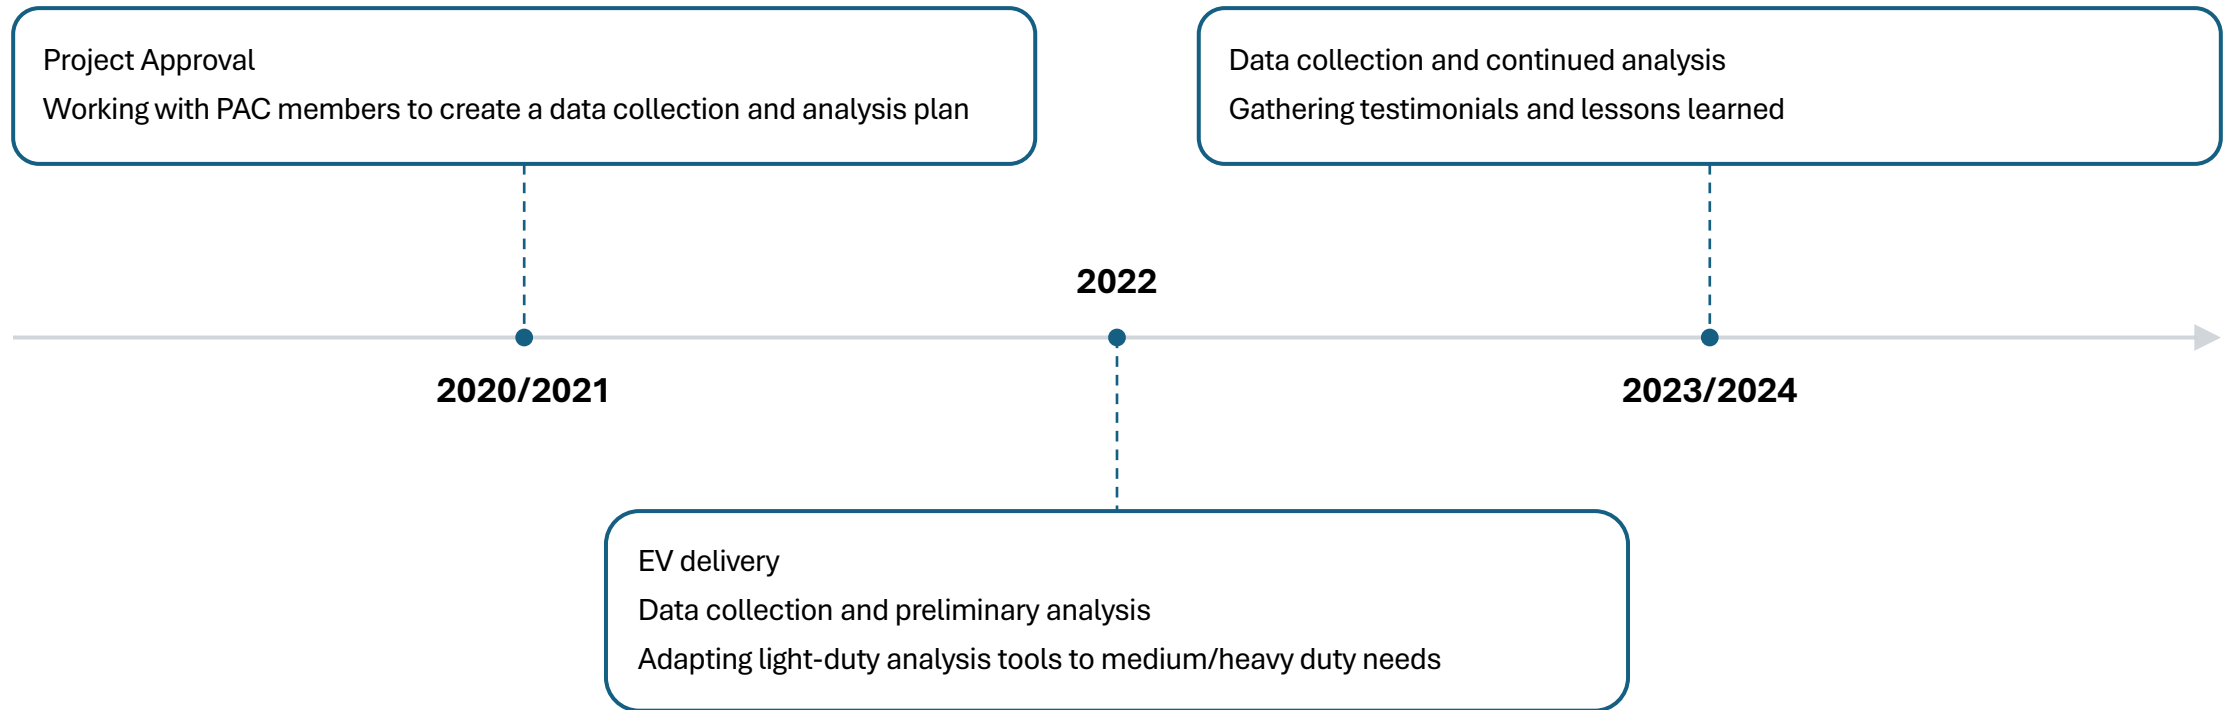 Project Approval
Working with PAC members to create a data collection and analysis plan
Data collection and continued analysis
Gathering testimonials and lessons learned
2022
2020/2021
2023/2024
EV delivery
Data collection and preliminary analysis
Adapting light-duty analysis tools to medium/heavy duty needs